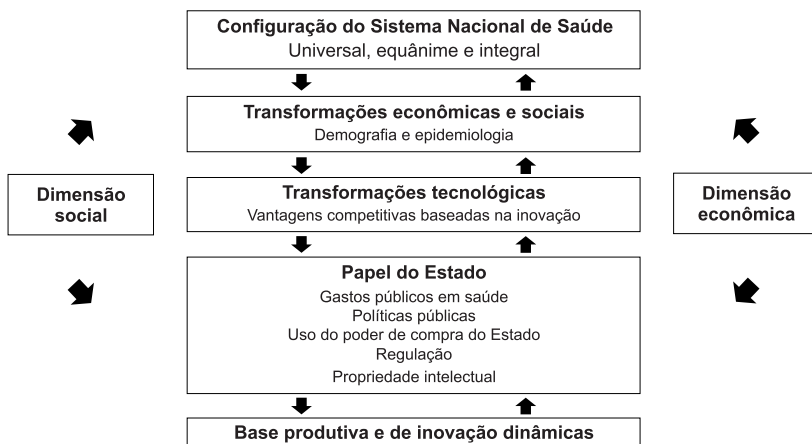 Configuração do Sistema Nacional de Saúde
Universal, equânime e integral
Transformações econômicas e sociais
Demografia e epidemiologia
Dimensão
social
Transformações tecnológicas
Vantagens competitivas baseadas na inovação
Dimensão
econômica
Papel do Estado
Gastos públicos em saúde
Políticas públicas
Uso do poder de compra do Estado
Regulação
Propriedade intelectual
Base produtiva e de inovação dinâmicas